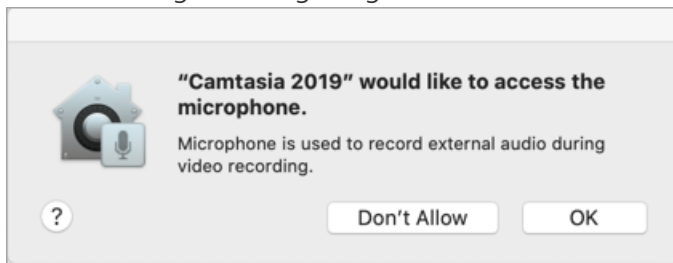 “Camtasia 2019” would like to access the
microphone.
Microphone is used to record external audio during
video recording.
?
Don’t Allow
OK